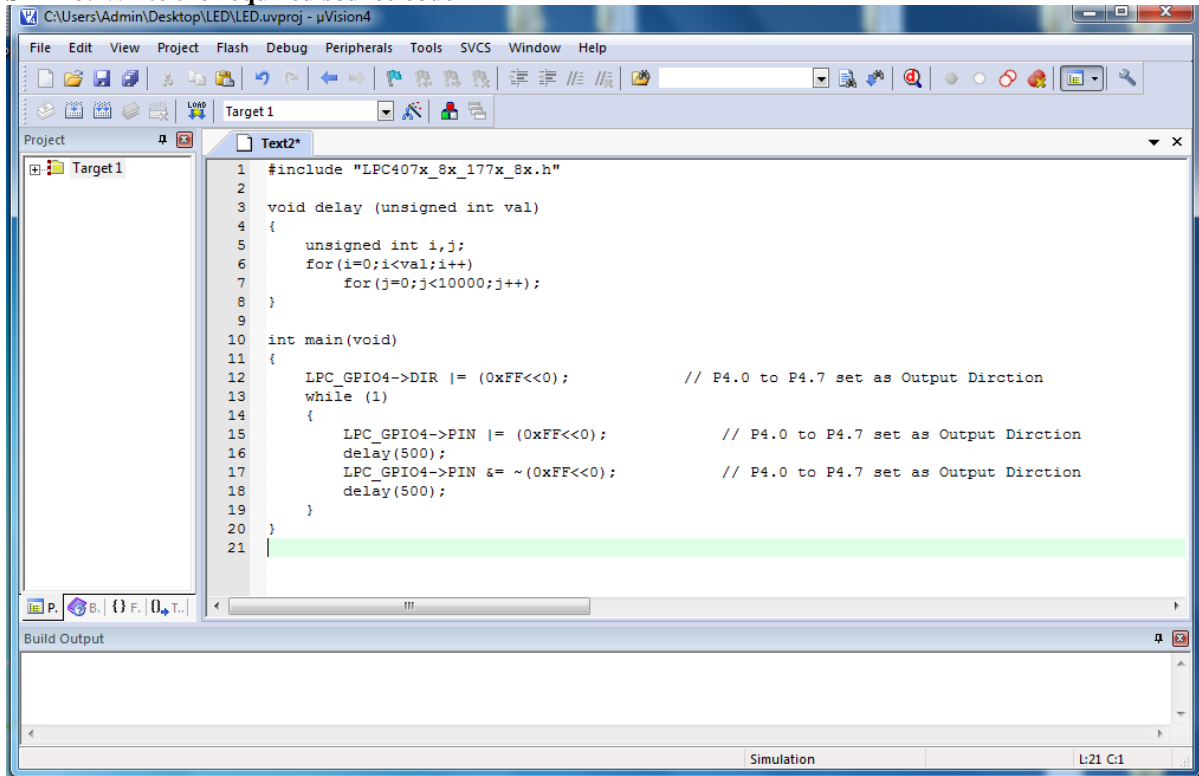 C:\Users\Admin\Desktop\LED\LED.uvproj - µVision4
File Edit View Project Flash Debug Peripherals Tools SVCS Window Help
LOAD Target 1
Project
Text2*
Target 1
1 #include "LPC407x_8x_177x_8x.h"
2
3 void delay (unsigned int val)
4 {
5 unsigned int i,j;
6 for(i=0;i<val;i++)
7 for(j=0;j<10000;j++);
8 }
9
10 int main(void)
11 {
12 LPC_GPIO4->DIR |= (0xFF<<0); // P4.0 to P4.7 set as Output Dirction
13 while (1)
14 {
15 LPC_GPIO4->PIN |= (0xFF<<0); // P4.0 to P4.7 set as Output Dirction
16 delay(500);
17 LPC_GPIO4->PIN &= ~(0xFF<<0); // P4.0 to P4.7 set as Output Dirction
18 delay(500);
19 }
20 }
21
P. B. {} F. 0 T..
Build Output
Simulation L:21 C:1